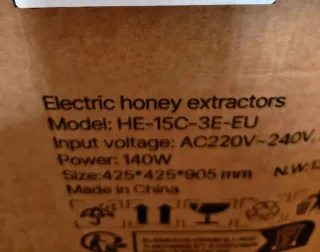 Electric honey extractors
Model: HE-15C-3E-EU
Input voltage: AC220V~240V,
Power: 140W
Size:425*425*905 mm
N.W:13
Made in China